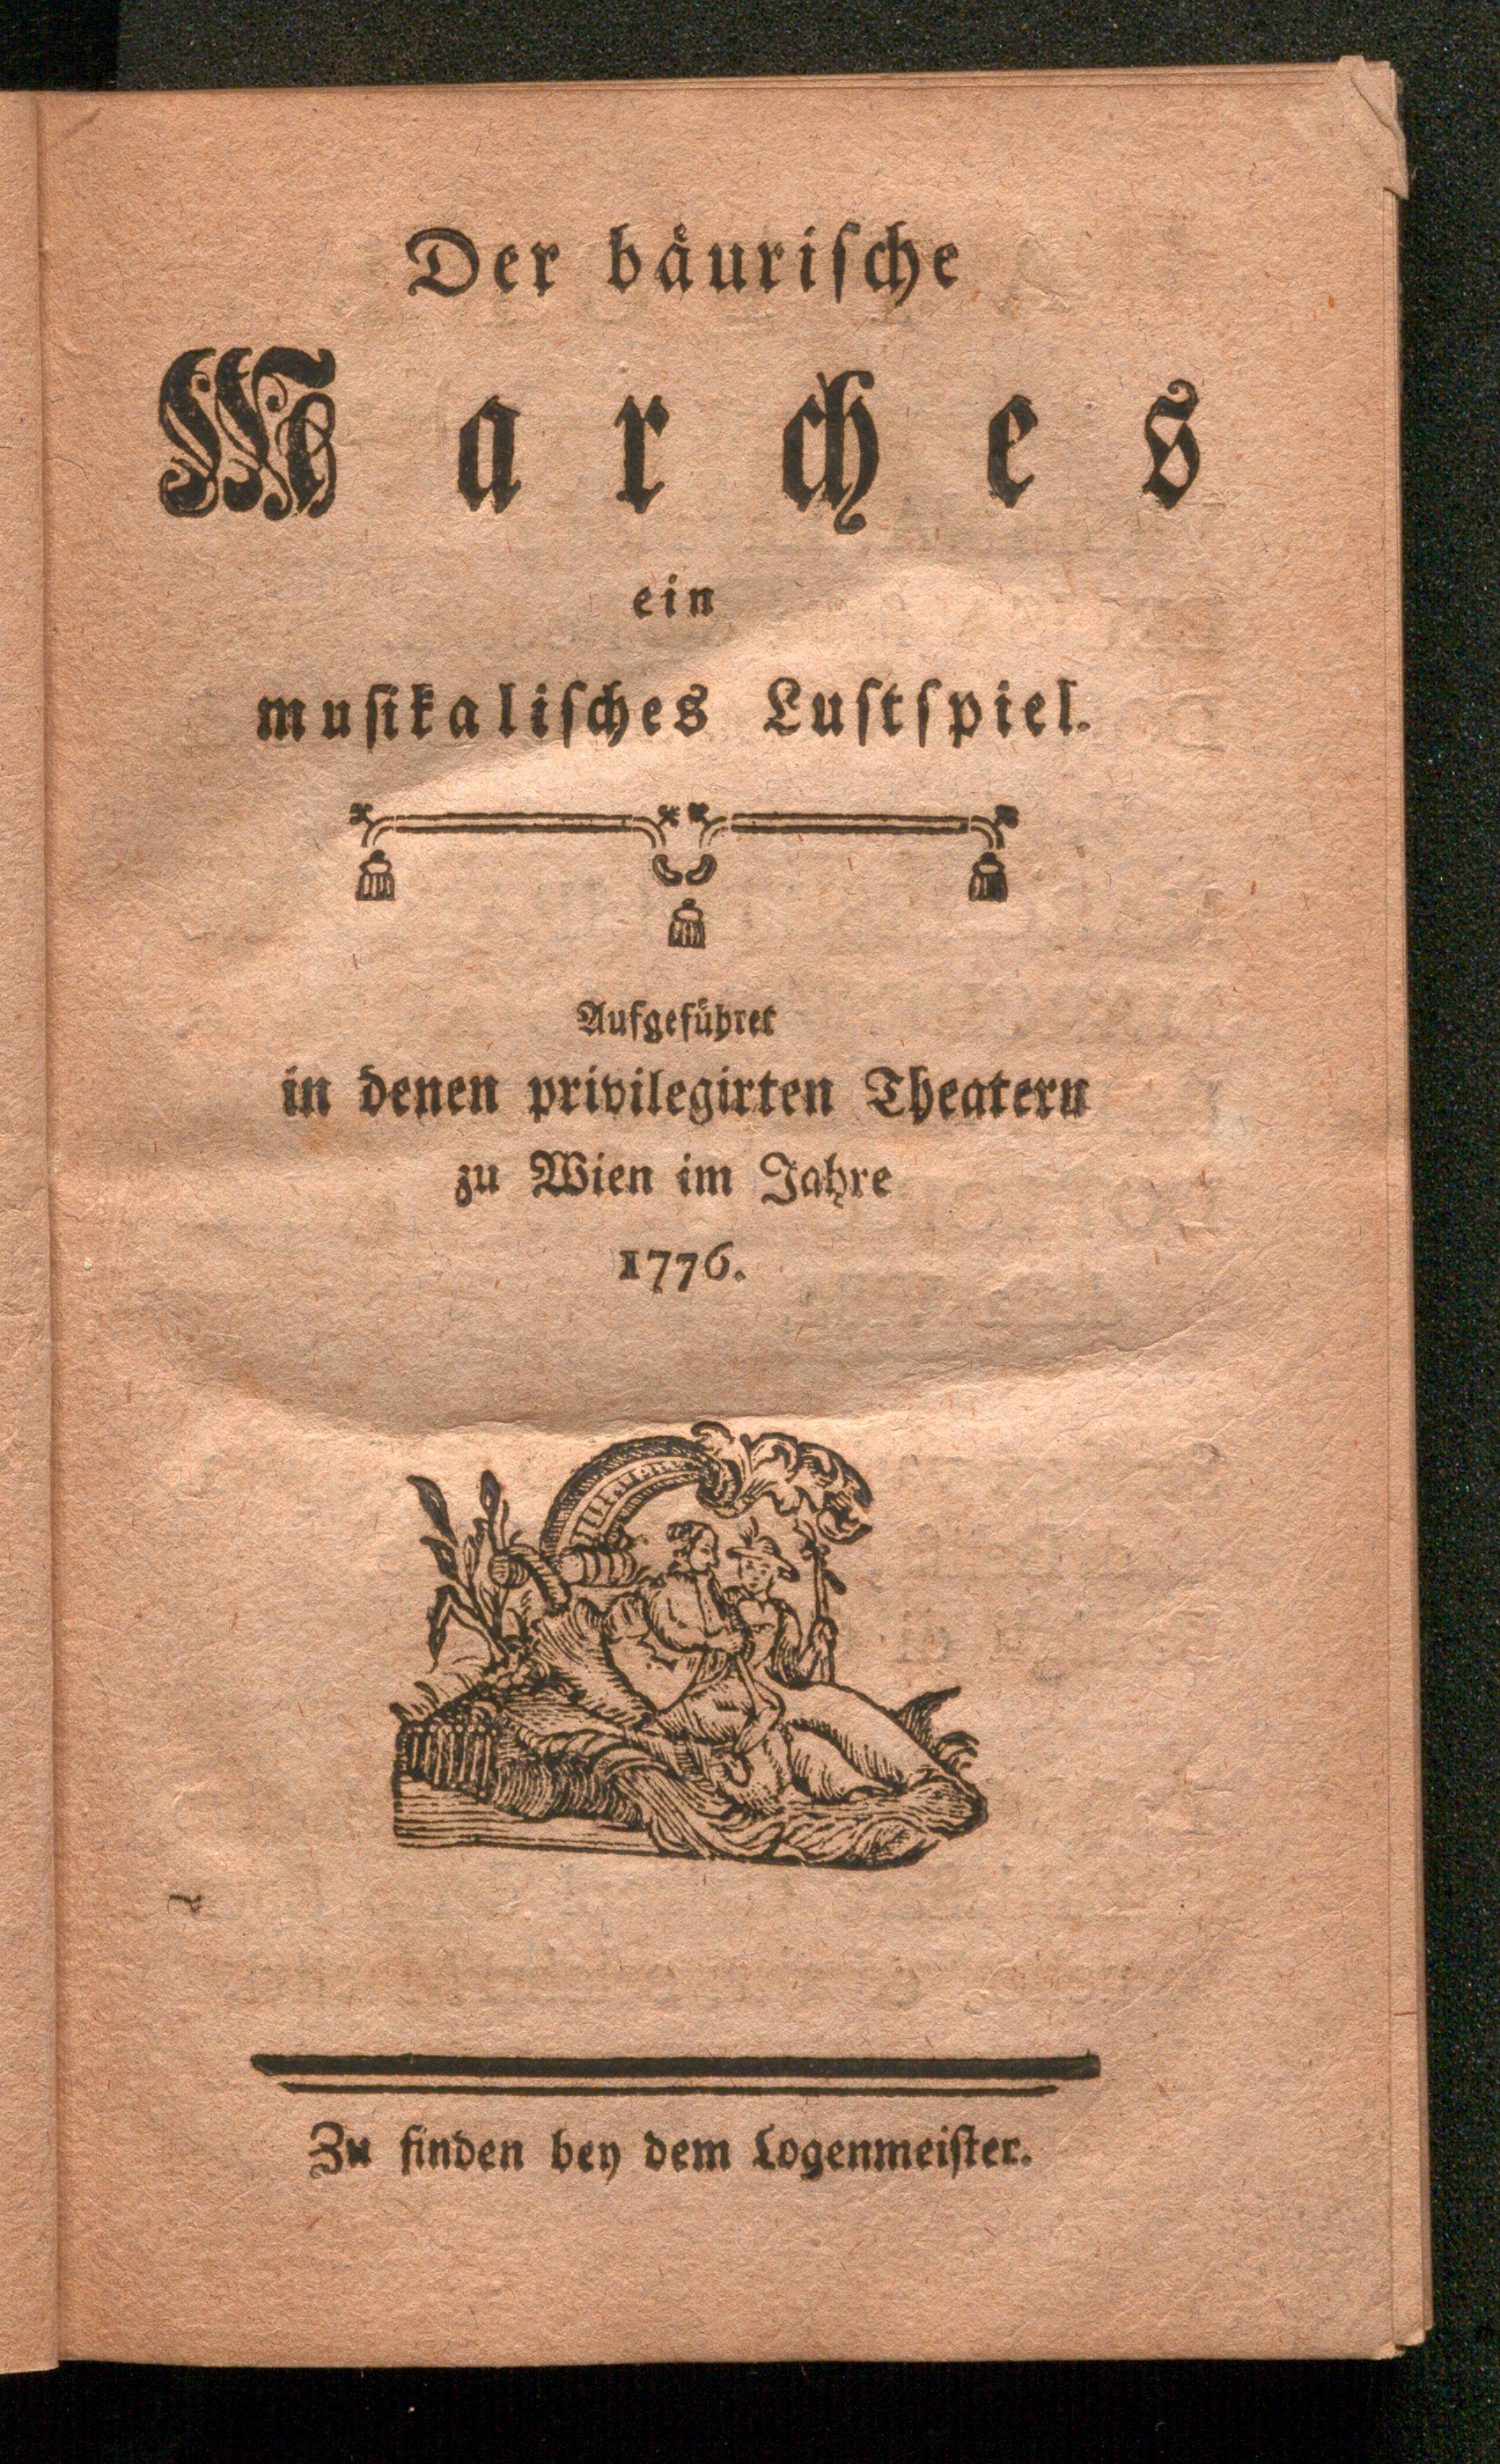 Der bäuriſche
Marches
ein
muſikaliſches Luſtſpiel.
Aufgeführet
in denen privilegirten Theatern
zu Wien im Jahre
1776.
Zu finden bey dem Logenmeiſter.